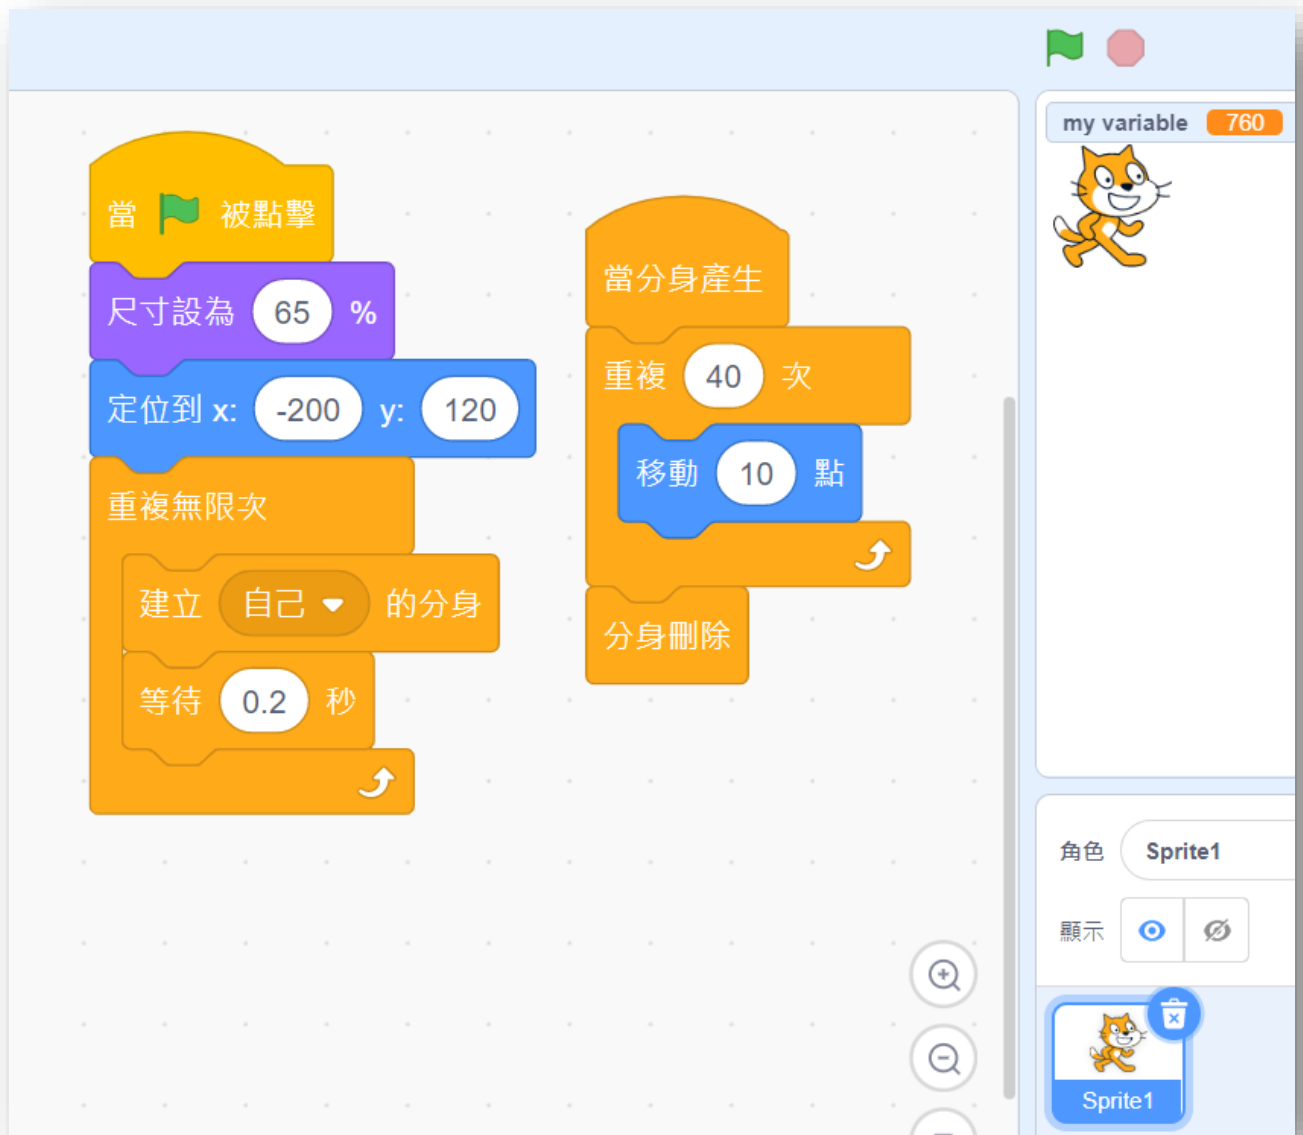 當 被點擊
尺寸設為 65 %
定位到 x: -200 y: 120
重複無限次
建立 自己 的分身
等待 0.2 秒
當分身產生
重複 40 次
移動 10 點
分身刪除
my variable 760
角色 Sprite1
顯示
Sprite1